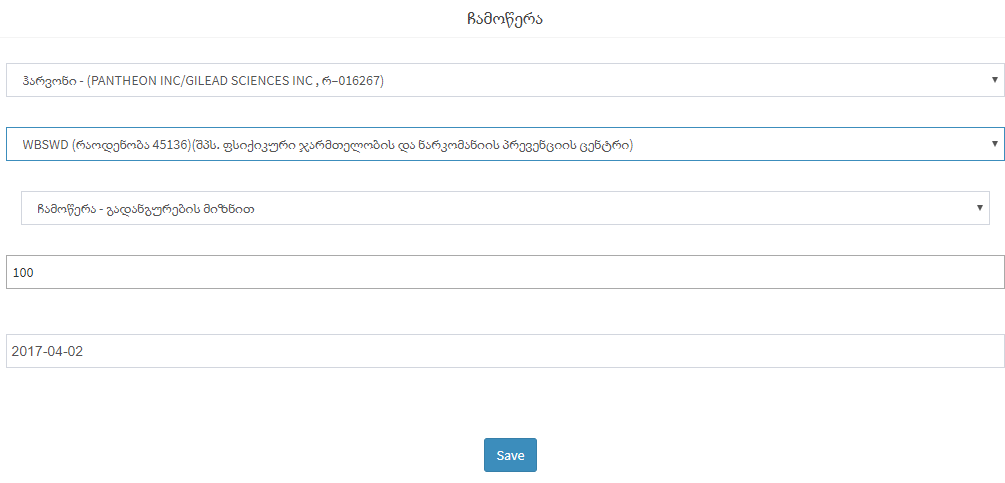 ჩამოწერა
ჰარვონი - (PANTHEON INC/GILEAD SCIENCES INC , რ–016267)
WBSWD (რაოდენობა 45136)(შპს. ფსიქიკური ჯარმთელობის და ნარკომანიის პრევენციის ცენტრი)
ჩამოწერა - გადანგურების მიზნით
100
2017-04-02
Save